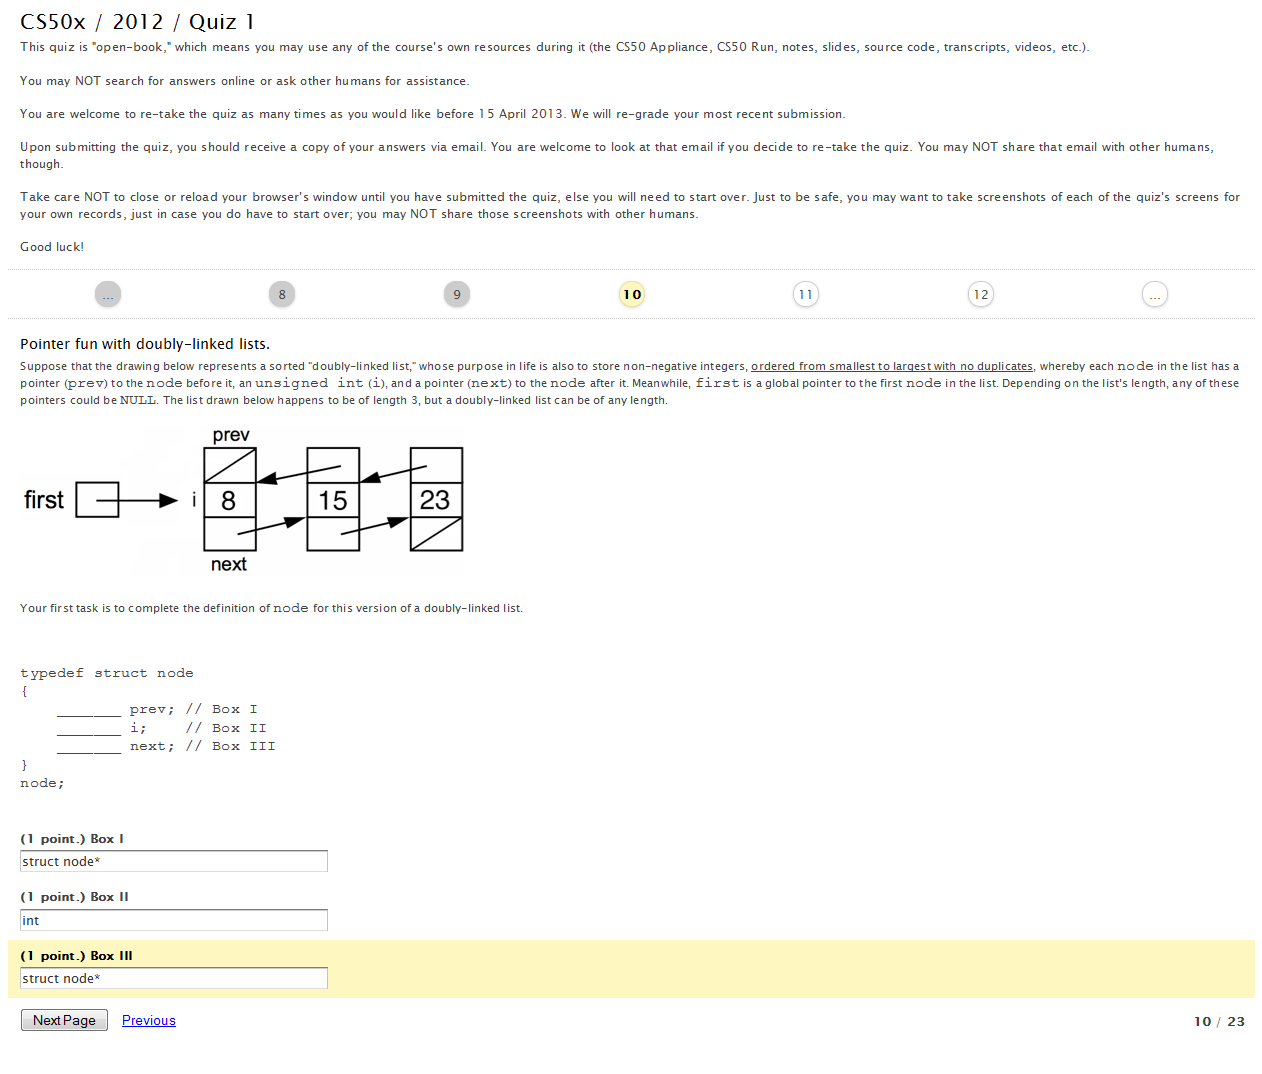 CS50x / 2012 / Quiz 1
This quiz is "open-book," which means you may use any of the course's own resources during it (the CS50 Appliance, CS50 Run, notes, slides, source code, transcripts, videos, etc.).
You may NOT search for answers online or ask other humans for assistance.
You are welcome to re-take the quiz as many times as you would like before 15 April 2013. We will re-grade your most recent submission.
Upon submitting the quiz, you should receive a copy of your answers via email. You are welcome to look at that email if you decide to re-take the quiz. You may NOT share that email with other humans,
though.
Take care NOT to close or reload your browser's window until you have submitted the quiz, else you will need to start over. Just to be safe, you may want to take screenshots of each of the quiz's screens for
your own records, just in case you do have to start over; you may NOT share those screenshots with other humans.
Good luck!
... 8 9 10 11 12 ...
Pointer fun with doubly-linked lists.
Suppose that the drawing below represents a sorted "doubly-linked list," whose purpose in life is also to store non-negative integers, ordered from smallest to largest with no duplicates, whereby each node in the list has a
pointer (prev) to the node before it, an unsigned int (i), and a pointer (next) to the node after it. Meanwhile, first is a global pointer to the first node in the list. Depending on the list's length, any of these
pointers could be NULL. The list drawn below happens to be of length 3, but a doubly-linked list can be of any length.
prev
first i 8 15 23
next
Your first task is to complete the definition of node for this version of a doubly-linked list.
typedef struct node
{
_______ prev; // Box I
_______ i; // Box II
_______ next; // Box III
}
node;
(1 point.) Box I
struct node*
(1 point.) Box II
int
(1 point.) Box III
struct node*
Next Page Previous 10 / 23